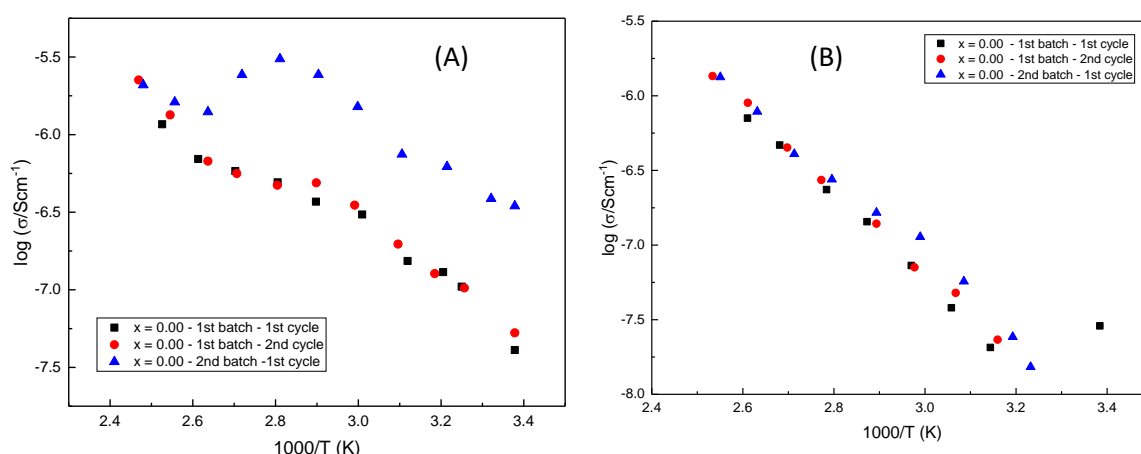 (A)
-5.5
-6.0
-6.5
-7.0
-7.5
log (σ/Scm⁻¹)
x = 0.00 - 1st batch - 1st cycle
x = 0.00 - 1st batch - 2nd cycle
x = 0.00 - 2nd batch -1st cycle
2.4 2.6 2.8 3.0 3.2 3.4
1000/T (K)
(B)
x = 0.00 - 1st batch - 1st cycle
x = 0.00 - 1st batch - 2nd cycle
x = 0.00 - 2nd batch - 1st cycle
-5.5
-6.0
-6.5
-7.0
-7.5
-8.0
log (σ/Scm⁻¹)
2.4 2.6 2.8 3.0 3.2 3.4
1000/T (K)